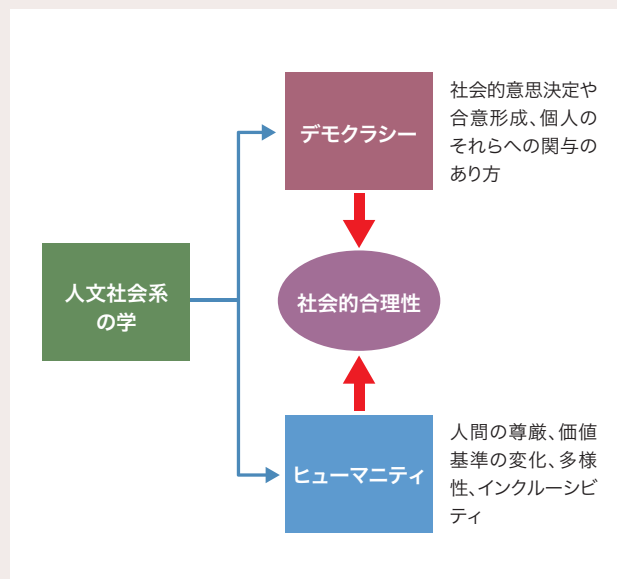 デモクラシー
社会的意思決定や
合意形成、個人の
それらへの関与の
あり方
人文社会系
の学
社会的合理性
ヒューマニティ
人間の尊厳、価値
基準の変化、多様
性、インクルーシビ
ティ